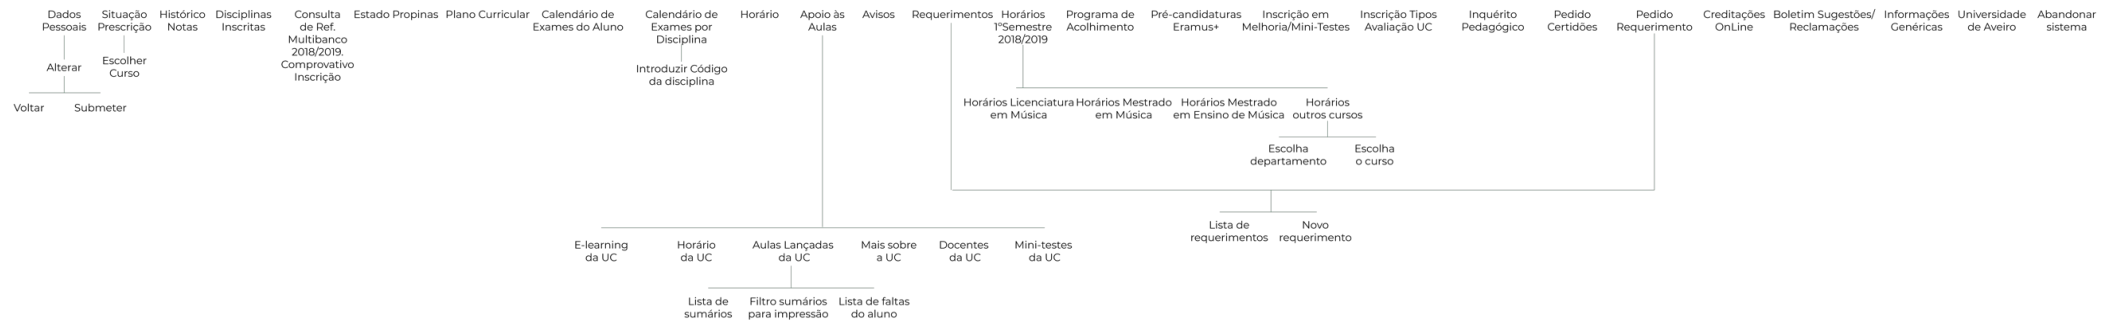 Dados
Pessoais
Situação
Prescrição
Histórico
Notas
Disciplinas
Inscritas
Consulta
de Ref.
Multibanco
2018/2019.
Comprovativo
Inscrição
Estado Propinas
Plano Curricular
Calendário de
Exames do Aluno
Calendário de
Exames por
Disciplina
Horário
Apoio às
Aulas
Avisos
Requerimentos
Horários
1ºSemestre
2018/2019
Programa de
Acolhimento
Pré-candidaturas
Eramus+
Inscrição em
Melhoria/Mini-Testes
Inscrição Tipos
Avaliação UC
Inquérito
Pedagógico
Pedido
Certidões
Pedido
Requerimento
Creditações
OnLine
Boletim Sugestões/
Reclamações
Informações
Genéricas
Universidade
de Aveiro
Abandonar
sistema
Alterar
Escolher
Curso
Introduzir Código
da disciplina
Voltar
Submeter
Horários Licenciatura
em Música
Horários Mestrado
em Música
Horários Mestrado
em Ensino de Música
Horários
outros cursos
Escolha
departamento
Escolha
o curso
Lista de
requerimentos
Novo
requerimento
E-learning
da UC
Horário
da UC
Aulas Lançadas
da UC
Mais sobre
a UC
Docentes
da UC
Mini-testes
da UC
Lista de
sumários
Filtro sumários
para impressão
Lista de faltas
do aluno